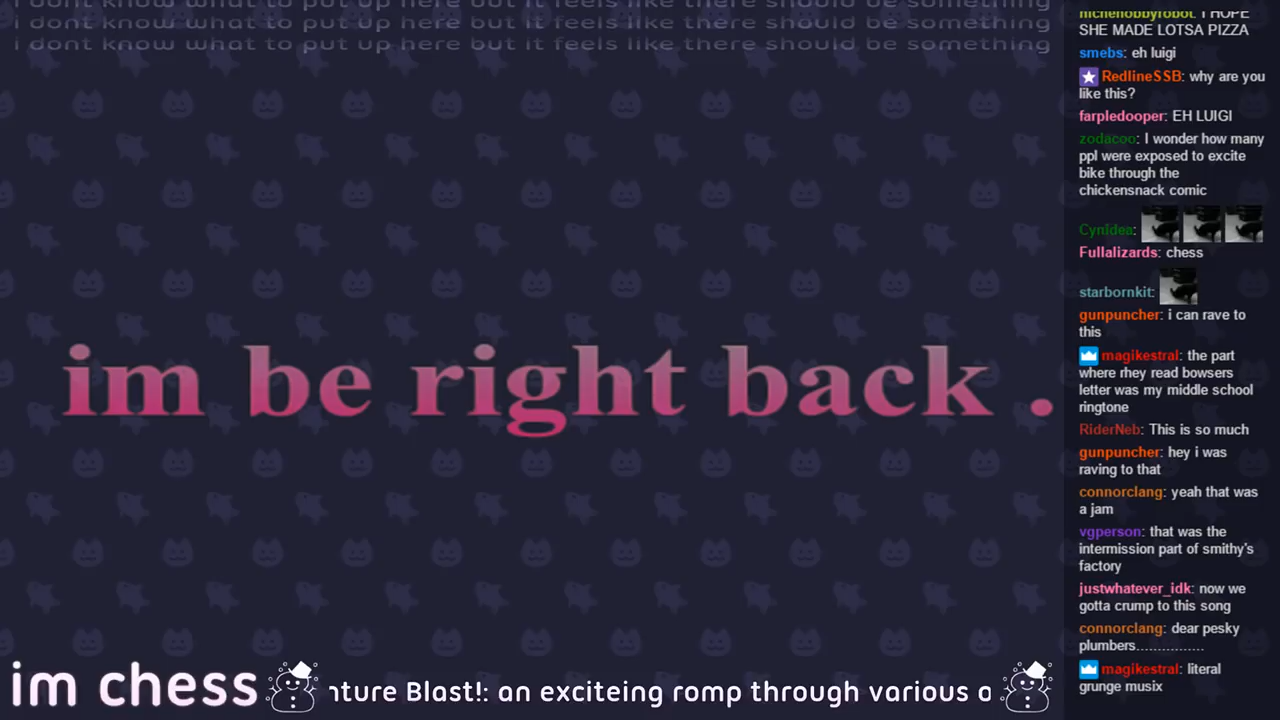 i dont know what to put up here but it feels like there should be something
i dont know what to put up here but it feels like there should be something
i dont know what to put up here but it feels like there should be something
im be right back .
im chess
nture Blast!: an exciteing romp through various a
nichehobbyrobot: I HOPE
SHE MADE LOTSA PIZZA
smebs: eh luigi
RedlineSSB: why are you
like this?
farpledooper: EH LUIGI
zodacoo: I wonder how many
ppl were exposed to excite
bike through the
chickensnack comic
Cynidea:
Fullalizards: chess
starbornkit:
gunpuncher: i can rave to
this
magikestral: the part
where rhey read bowsers
letter was my middle school
ringtone
RiderNeb: This is so much
gunpuncher: hey i was
raving to that
connorclang: yeah that was
a jam
vgperson: that was the
intermission part of smithy's
factory
justwhatever_idk: now we
gotta crump to this song
connorclang: dear pesky
plumbers................
magikestral: literal
grunge musix